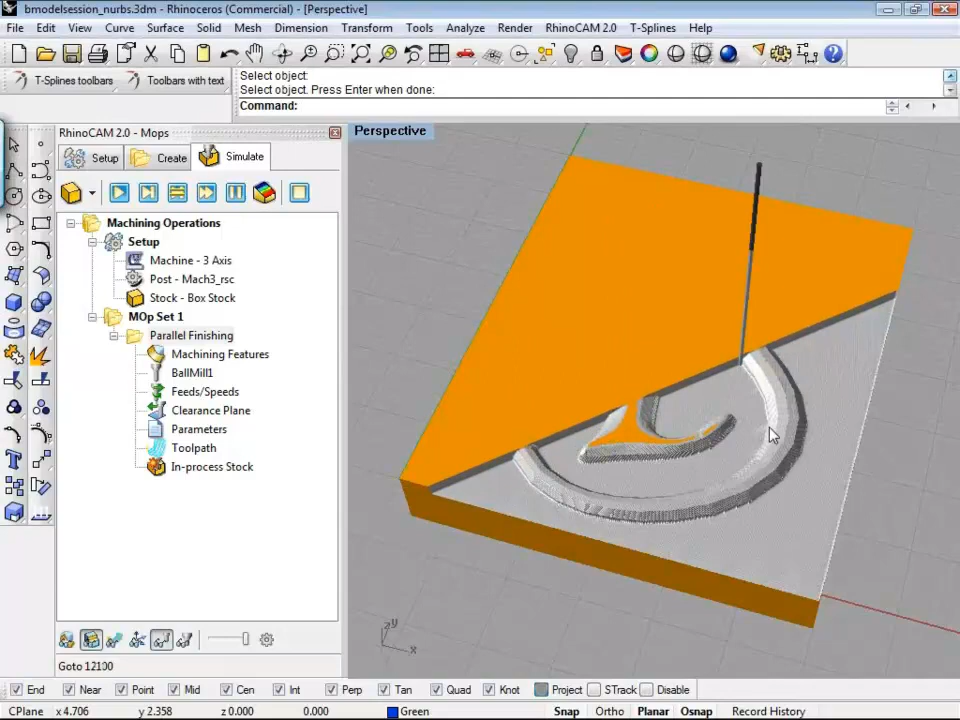 bmodelsession_nurbs.3dm - Rhinoceros (Commercial) - [Perspective]
File Edit View Curve Surface Solid Mesh Dimension Transform Tools Analyze Render RhinoCAM 2.0 T-Splines Help
T-Splines toolbars Toolbars with text
Select object:
Select object. Press Enter when done:
Command:
RhinoCAM 2.0 - Mops
Perspective
Setup Create Simulate
Machining Operations
Setup
Machine - 3 Axis
Post - Mach3_rsc
Stock - Box Stock
MOp Set 1
Parallel Finishing
Machining Features
BallMill1
Feeds/Speeds
Clearance Plane
Parameters
Toolpath
In-process Stock
z y
x
Goto 12100
End Near Point Mid Cen Int Perp Tan Quad Knot Project STrack Disable
CPlane x 4.706 y 2.358 z 0.000 0.000 Green Snap Ortho Planar Osnap Record History